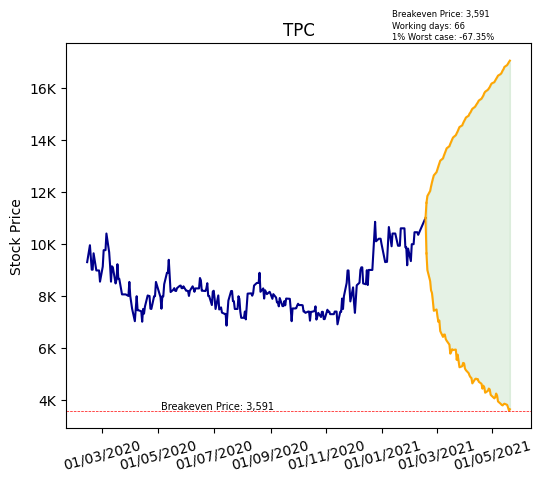 Breakeven Price: 3,591
Working days: 66
1% Worst case: -67.35%
TPC
Stock Price
16K
14K
12K
10K
8K
6K
4K
Breakeven Price: 3,591
01/03/2020
01/05/2020
01/07/2020
01/09/2020
01/11/2020
01/01/2021
01/03/2021
01/05/2021